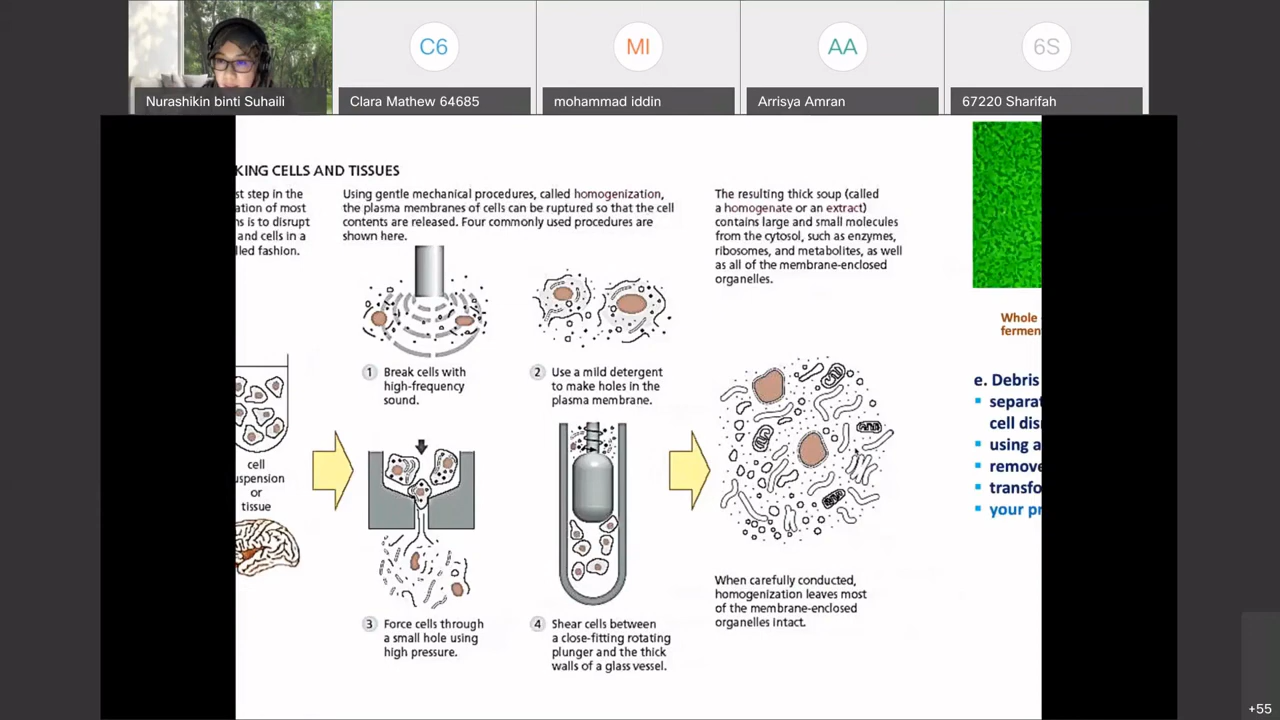 C6
MI
AA
6S
Nurashikin binti Suhaili
Clara Mathew 64685
mohammad iddin
Arrisya Amran
67220 Sharifah
KING CELLS AND TISSUES
st step in the
ation of most
s is to disrupt
and cells in a
led fashion.
Using gentle mechanical procedures, called homogenization,
the plasma membranes of cells can be ruptured so that the cell
contents are released. Four commonly used procedures are
shown here.
The resulting thick soup (called
a homogenate or an extract)
contains large and small molecules
from the cytosol, such as enzymes,
ribosomes, and metabolites, as well
as all of the membrane-enclosed
organelles.
1 Break cells with
high-frequency
sound.
2 Use a mild detergent
to make holes in the
plasma membrane.
cell
uspension
or
tissue
3 Force cells through
a small hole using
high pressure.
4 Shear cells between
a close-fitting rotating
plunger and the thick
walls of a glass vessel.
When carefully conducted,
homogenization leaves most
of the membrane-enclosed
organelles intact.
Whole
fermen
e. Debris
▪ separat
cell dis
▪ using a
▪ remove
▪ transfo
▪ your pr
+55